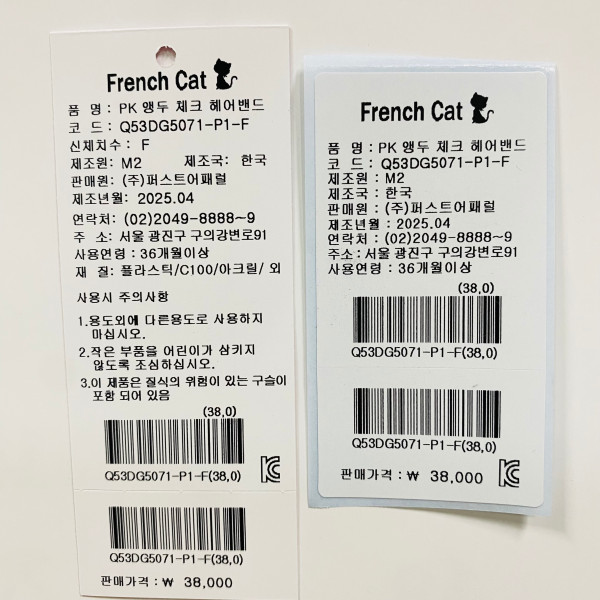 French Cat
품 명 : PK 앵두 체크 헤어밴드
코 드 : Q53DG5071-P1-F
신체치수 : F
제조원: M2 제조국: 한국
판매원: (주)퍼스트어패럴
제조년월: 2025.04
연락처: (02)2049-8888~9
주 소: 서울 광진구 구의강변로91
사용연령 : 36개월이상
재 질: 플라스틱/C100/아크릴/ 외
사용시 주의사항
1.용도외에 다른용도로 사용하지
마십시오.
2.작은 부품을 어린이가 삼키지
않도록 조심하십시오.
3.이 제품은 질식의 위험이 있는 구슬이
포함 되어 있음
(38,0)
Q53DG5071-P1-F(38,0)
Q53DG5071-P1-F(38,0)
판매가격 : ₩ 38,000
French Cat
품 명 : PK 앵두 체크 헤어밴드
코 드 : Q53DG5071-P1-F
제조원 : M2
제조국 : 한국
판매원 : (주)퍼스트어패럴
제조년월 : 2025.04
연락처 : (02)2049-8888~9
주소 : 서울 광진구 구의강변로91
사용연령 : 36개월이상
(38,0)
Q53DG5071-P1-F(38,0)
Q53DG5071-P1-F(38,0)
판매가격 : ₩ 38,000